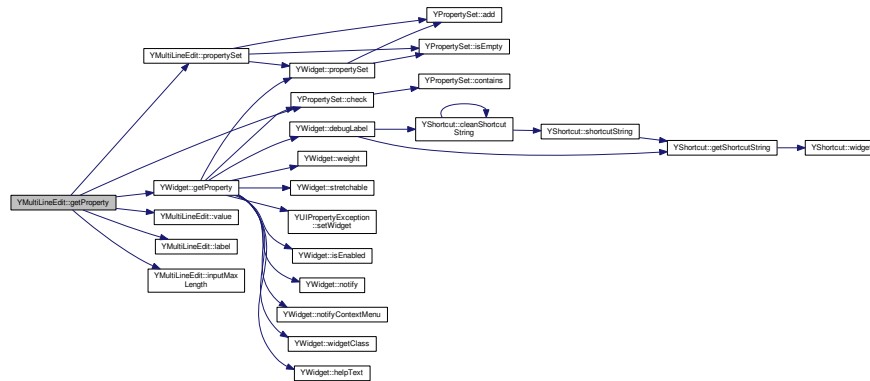 YPropertySet::add
YMultiLineEdit::propertySet
YPropertySet::isEmpty
YWidget::propertySet
YPropertySet::contains
YPropertySet::check
YWidget::debugLabel
YShortcut::cleanShortcut
String
YShortcut::shortcutString
YShortcut::getShortcutString
YShortcut::widget
YWidget::weight
YWidget::getProperty
YWidget::stretchable
YMultiLineEdit::getProperty
YMultiLineEdit::value
YUIPropertyException
::setWidget
YMultiLineEdit::label
YWidget::isEnabled
YMultiLineEdit::inputMax
Length
YWidget::notify
YWidget::notifyContextMenu
YWidget::widgetClass
YWidget::helpText